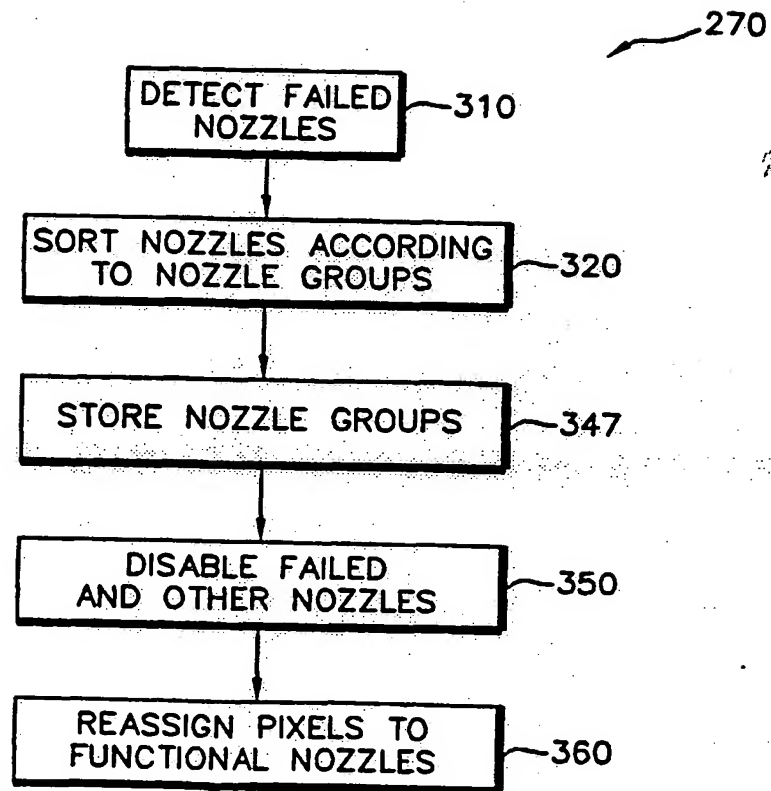 270
DETECT FAILED
NOZZLES
310
SORT NOZZLES ACCORDING
TO NOZZLE GROUPS
320
STORE NOZZLE GROUPS
347
DISABLE FAILED
AND OTHER NOZZLES
350
REASSIGN PIXELS TO
FUNCTIONAL NOZZLES
360